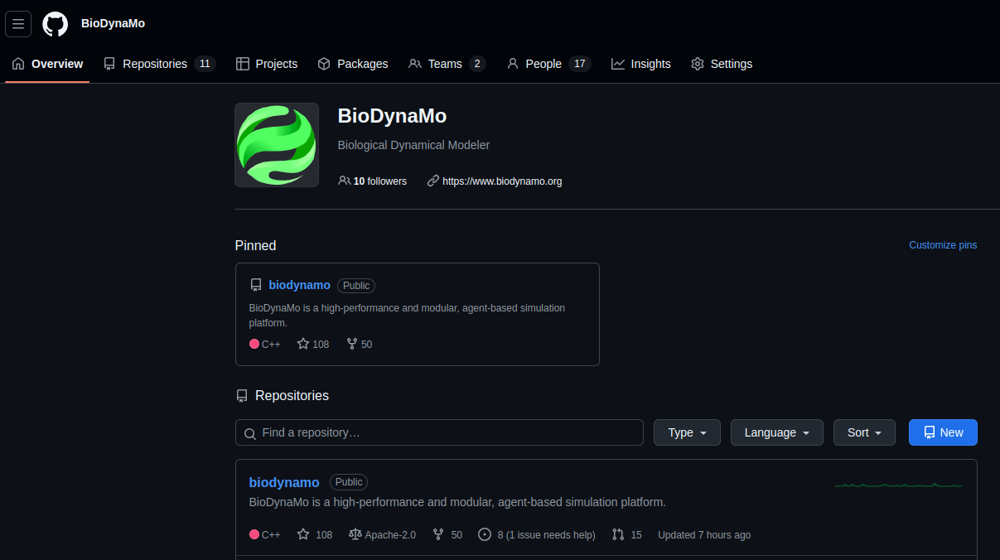 BioDynaMo
Overview Repositories 11 Projects Packages Teams 2 People 17 Insights Settings
BioDynaMo
Biological Dynamical Modeler
10 followers https://www.biodynamo.org
Pinned Customize pins
biodynamo Public
BioDynaMo is a high-performance and modular, agent-based simulation
platform.
C++ 108 50
Repositories
Find a repository… Type Language Sort New
biodynamo Public
BioDynaMo is a high-performance and modular, agent-based simulation platform.
C++ 108 Apache-2.0 50 8 (1 issue needs help) 15 Updated 7 hours ago